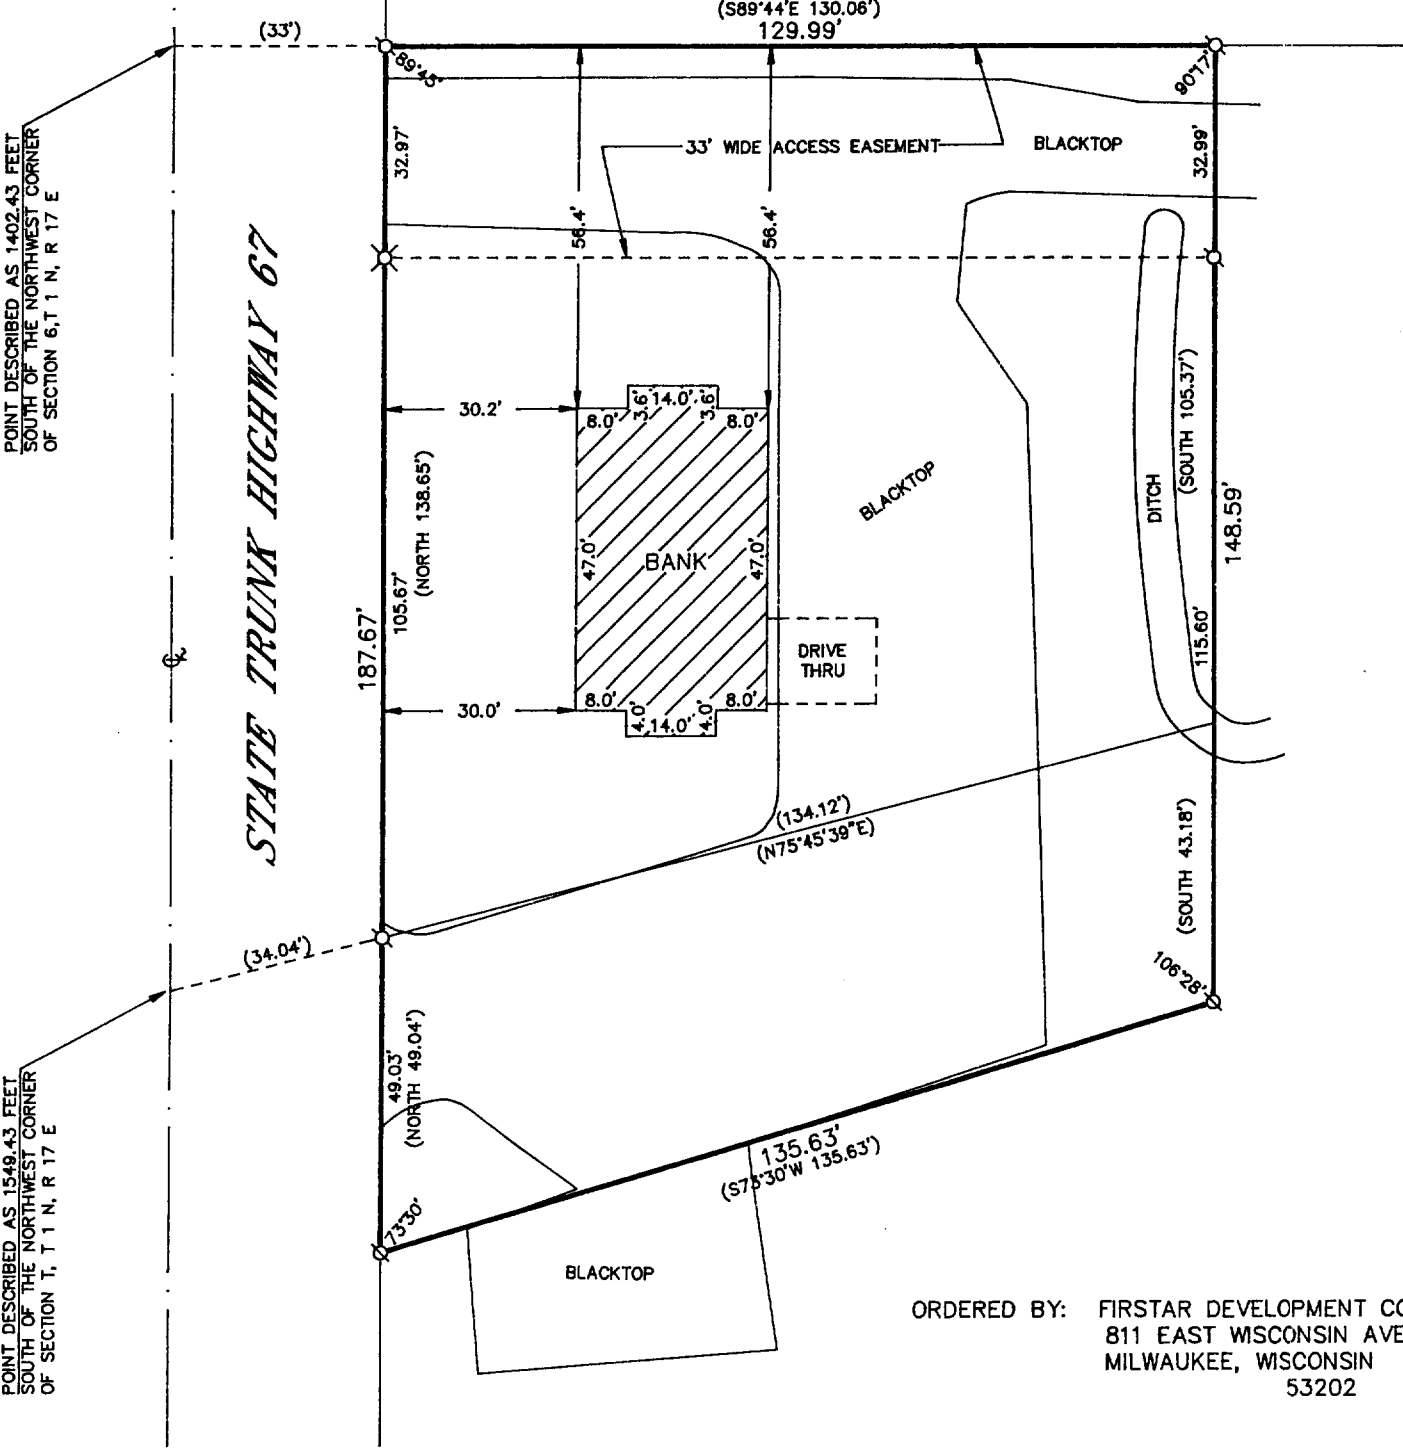 (S89°44'E 130.06')
129.99'
(33')
89°45'
90°17'
POINT DESCRIBED AS 1402.43 FEET
SOUTH OF THE NORTHWEST CORNER
OF SECTION 6,T 1 N, R 17 E
32.97'
33' WIDE ACCESS EASEMENT
BLACKTOP
32.99'
56.4'
56.4'
STATE TRUNK HIGHWAY 67
30.2'
3.6'
14.0'
3.6'
8.0'
8.0'
(NORTH 138.65')
105.67'
187.67'
47.0'
BANK
47.0'
BLACKTOP
DITCH
(SOUTH 105.37')
148.59'
115.60'
DRIVE
THRU
30.0'
8.0'
8.0'
4.0'
14.0'
4.0'
(134.12')
(N75°45'39"E)
(SOUTH 43.18')
(34.04')
106°28'
49.03'
(NORTH 49.04')
POINT DESCRIBED AS 1549.43 FEET
SOUTH OF THE NORTHWEST CORNER
OF SECTION T, T 1 N, R 17 E
135.63'
(S73°30'W 135.63')
73°30'
BLACKTOP
ORDERED BY: FIRSTAR DEVELOPMENT CO
811 EAST WISCONSIN AVE
MILWAUKEE, WISCONSIN
53202